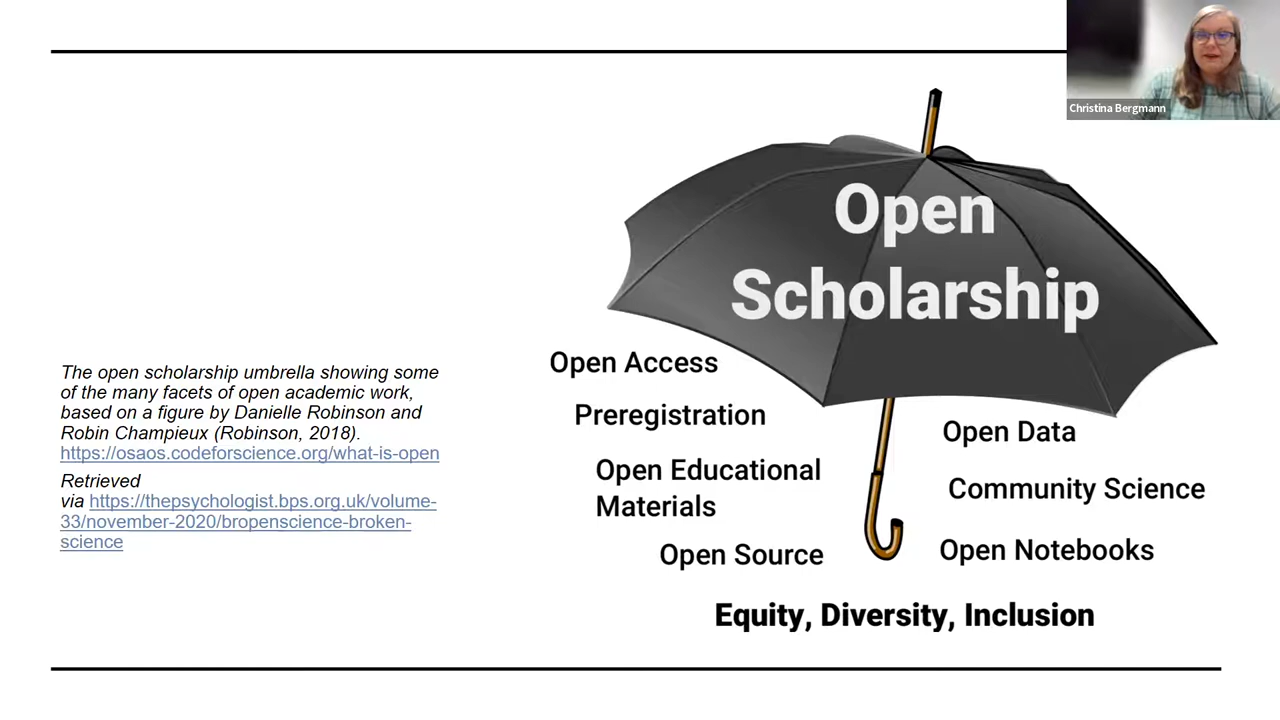 Christina Bergmann
Open
Scholarship
Open Access
Preregistration
Open Educational
Materials
Open Source
Open Data
Community Science
Open Notebooks
Equity, Diversity, Inclusion
The open scholarship umbrella showing some
of the many facets of open academic work,
based on a figure by Danielle Robinson and
Robin Champieux (Robinson, 2018).
https://osaos.codeforscience.org/what-is-open
Retrieved
via https://thepsychologist.bps.org.uk/volume-
33/november-2020/bropenscience-broken-
science